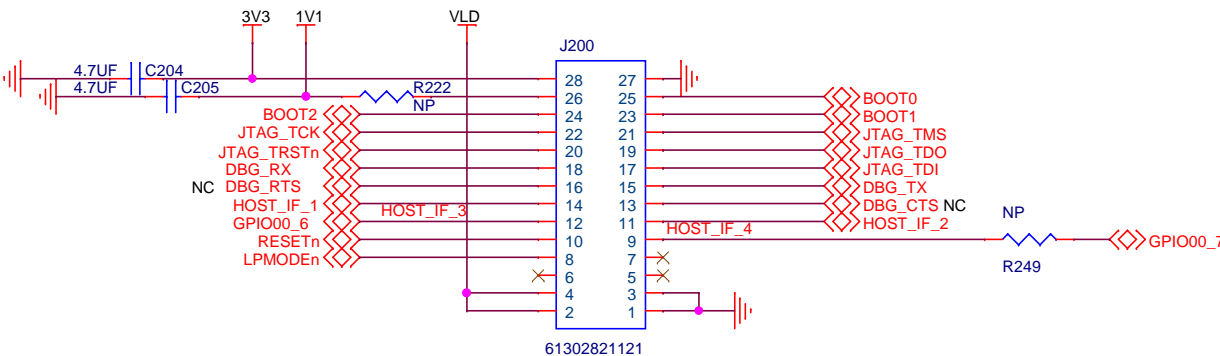 3V3 1V1 VLD
J200
4.7UF C204 28 27
4.7UF C205 R222 26 25 BOOT0
NP
BOOT2 24 23 BOOT1
JTAG_TCK 22 21 JTAG_TMS
JTAG_TRSTn 20 19 JTAG_TDO
DBG_RX 18 17 JTAG_TDI
NC DBG_RTS 16 15 DBG_TX
HOST_IF_1 14 13 DBG_CTS NC
HOST_IF_3 NP
GPIO00_6 12 11 HOST_IF_2
HOST_IF_4
RESETn 10 9 GPIO00_7
LPMODEn 8 7 R249
6 5
4 3
2 1
61302821121